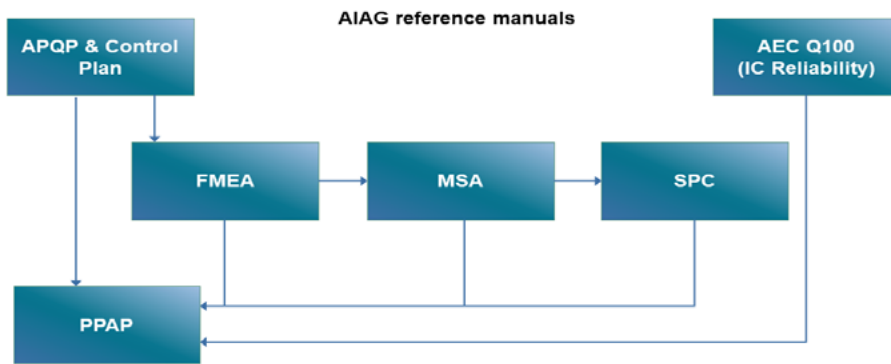 AIAG reference manuals
APQP & Control
Plan
AEC Q100
(IC Reliability)
FMEA
MSA
SPC
PPAP